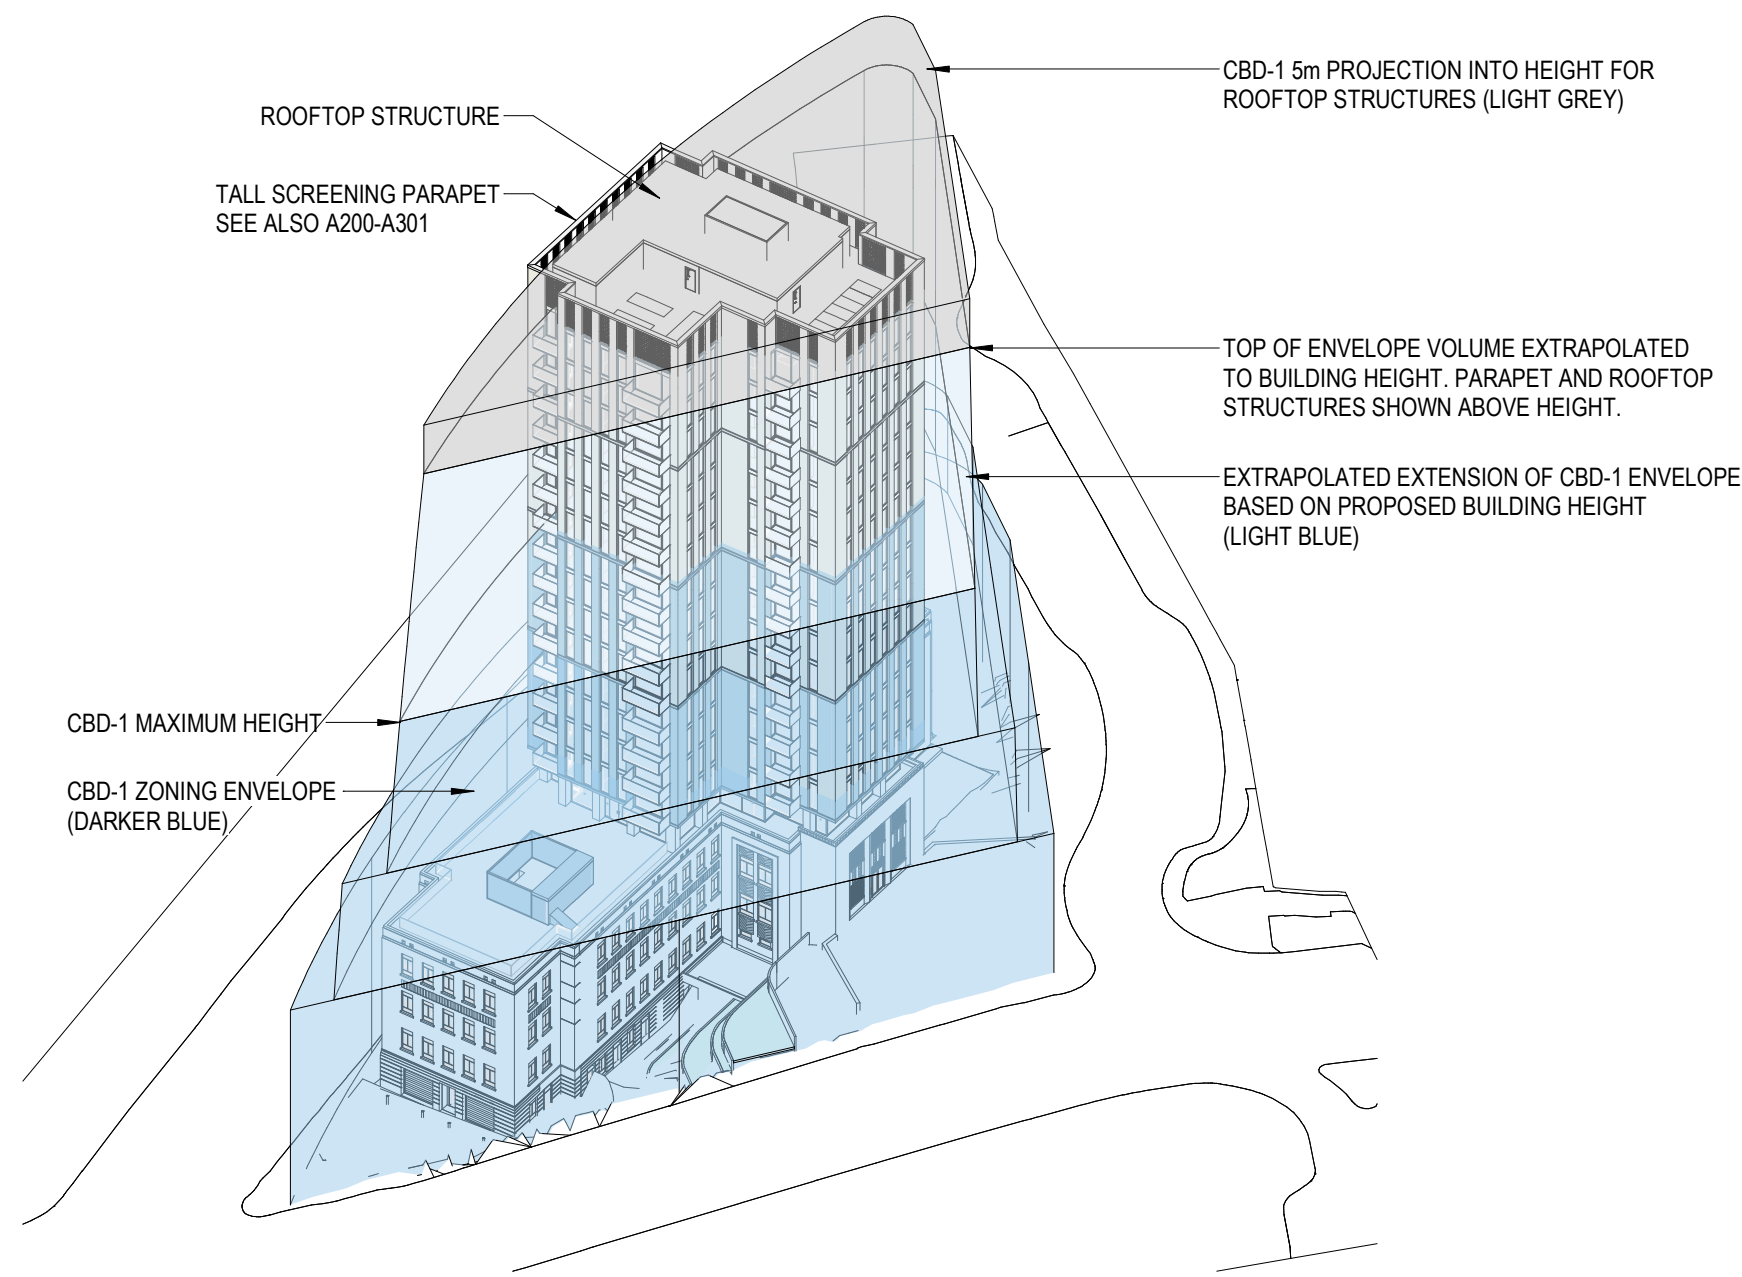 ROOFTOP STRUCTURE
TALL SCREENING PARAPET
SEE ALSO A200-A301
CBD-1 5m PROJECTION INTO HEIGHT FOR
ROOFTOP STRUCTURES (LIGHT GREY)
TOP OF ENVELOPE VOLUME EXTRAPOLATED
TO BUILDING HEIGHT. PARAPET AND ROOFTOP
STRUCTURES SHOWN ABOVE HEIGHT.
EXTRAPOLATED EXTENSION OF CBD-1 ENVELOPE
BASED ON PROPOSED BUILDING HEIGHT
(LIGHT BLUE)
CBD-1 MAXIMUM HEIGHT
CBD-1 ZONING ENVELOPE
(DARKER BLUE)